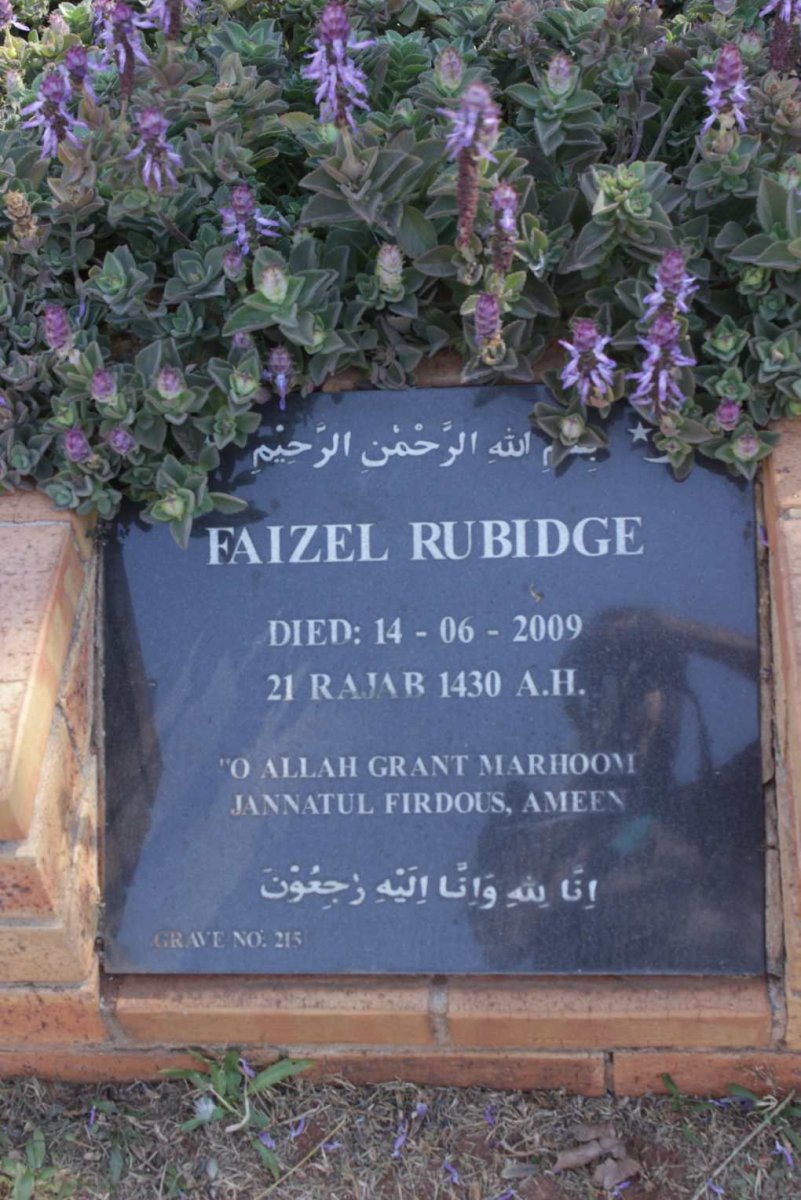 بِسْمِ اللهِ الرَّحْمٰنِ الرَّحِيْمِ
FAIZEL RUBIDGE
DIED: 14 - 06 - 2009
21 RAJAB 1430 A.H.
"O ALLAH GRANT MARHOOM
JANNATUL FIRDOUS, AMEEN
اِنَّا لِلّٰهِ وَاِنَّا اِلَيْهِ رٰجِعُوْنَ
GRAVE NO: 215